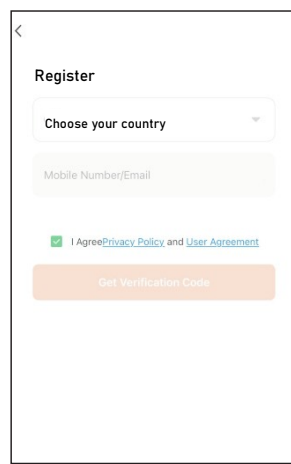 Register
Choose your country
Mobile Number/Email
I AgreePrivacy Policy and User Agreement
Get Verification Code